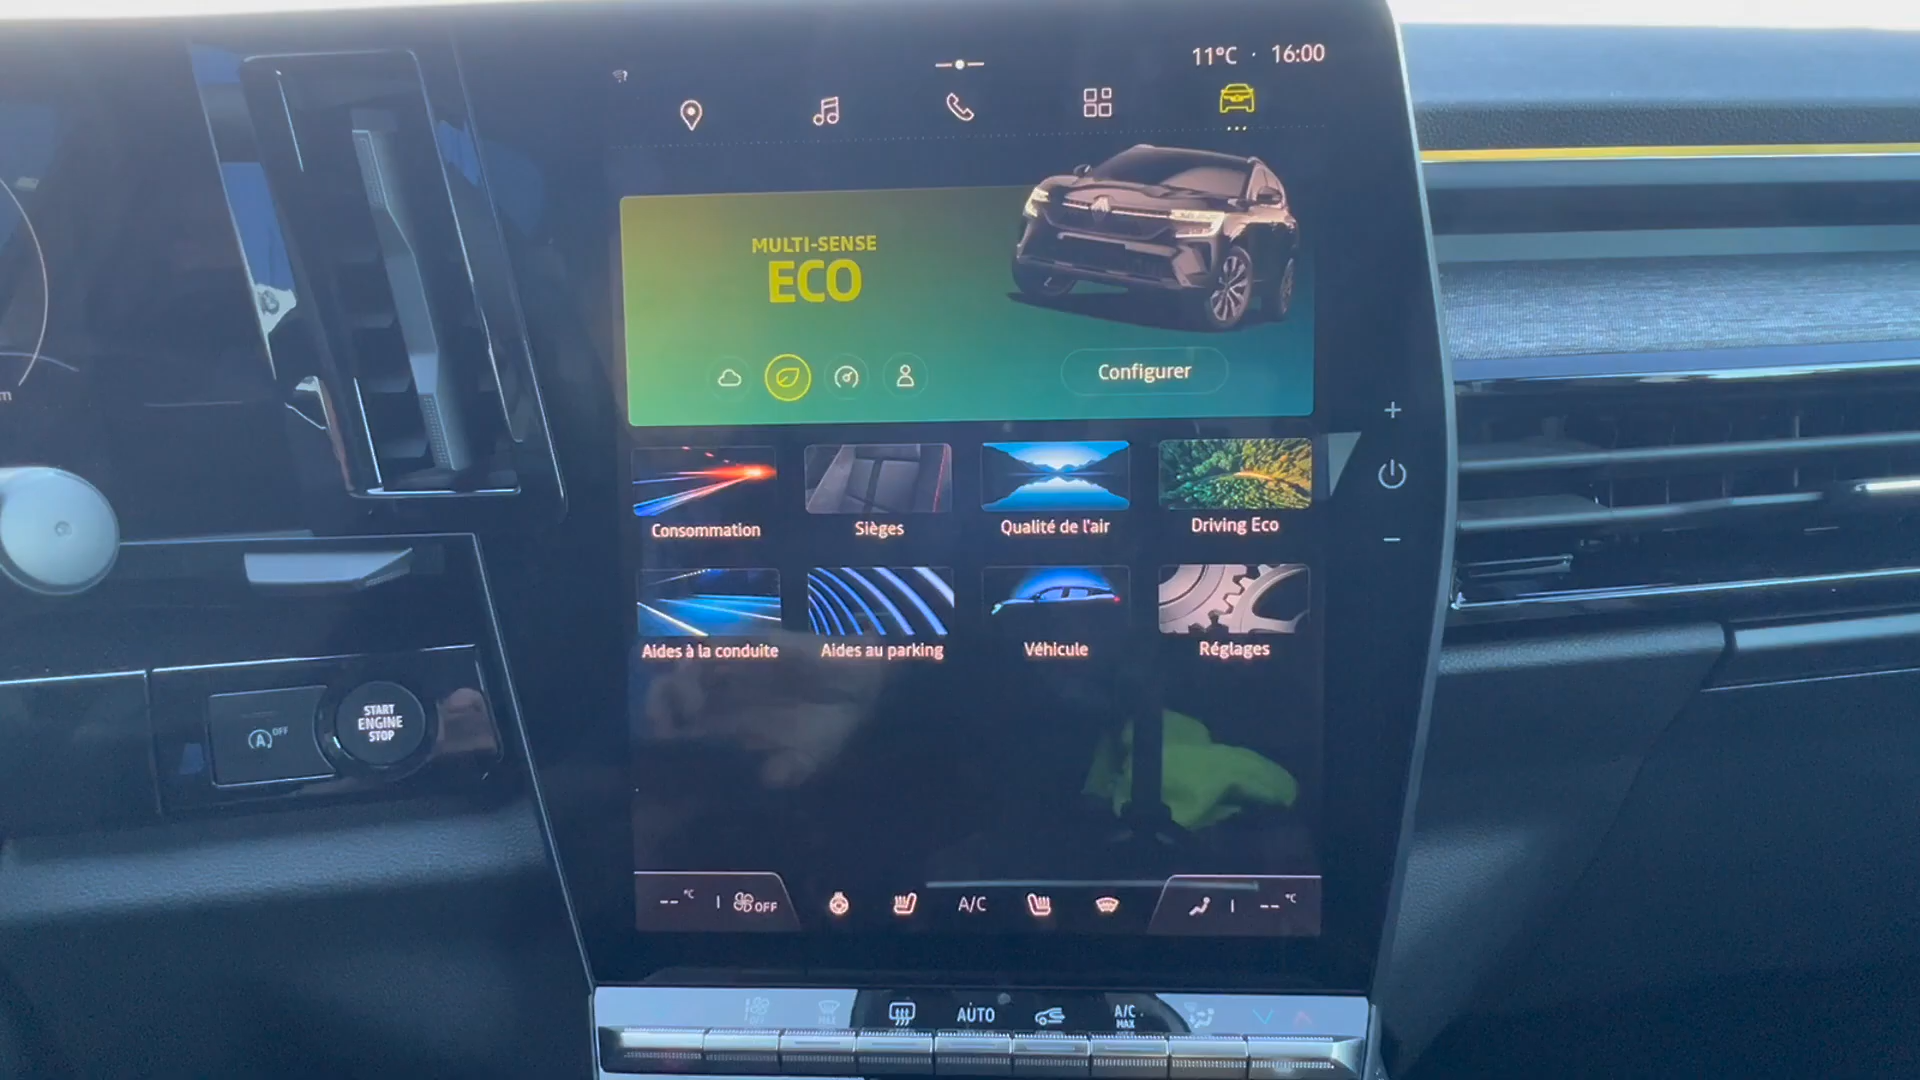 11°C · 16:00
MULTI-SENSE
ECO
Configurer
+
Consommation
Sièges
Qualité de l'air
Driving Eco
−
Aides à la conduite
Aides au parking
Véhicule
Réglages
A OFF
START
ENGINE
STOP
--°C
OFF
A/C
--°C
AUTO
A/C
MAX